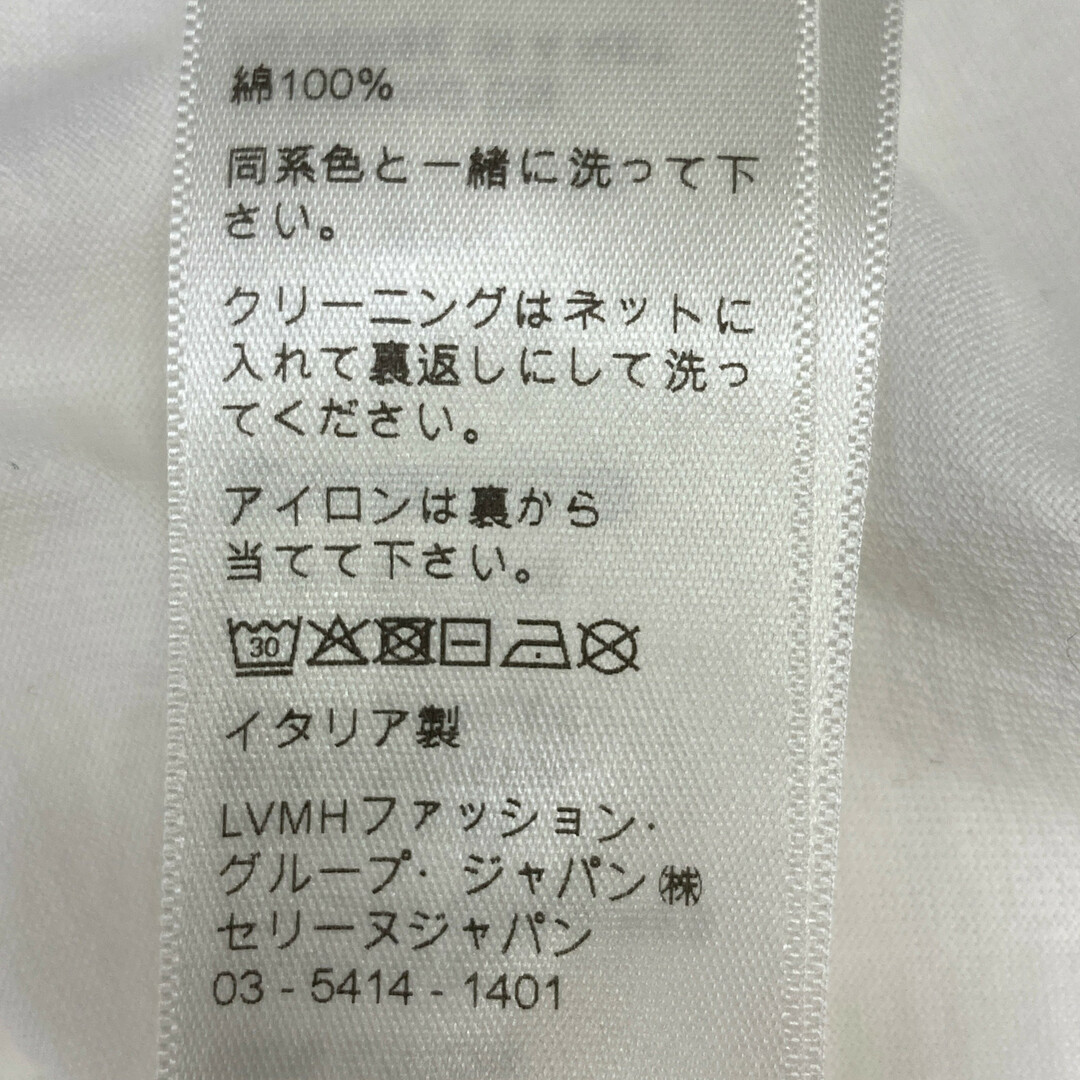 綿100%
同系色と一緒に洗って下
さい。
クリーニングはネットに
入れて裏返しにして洗っ
てください。
アイロンは裏から
当てて下さい。
30
イタリア製
LVMHファッション・
グループ・ジャパン㈱
セリーヌジャパン
03 - 5414 - 1401